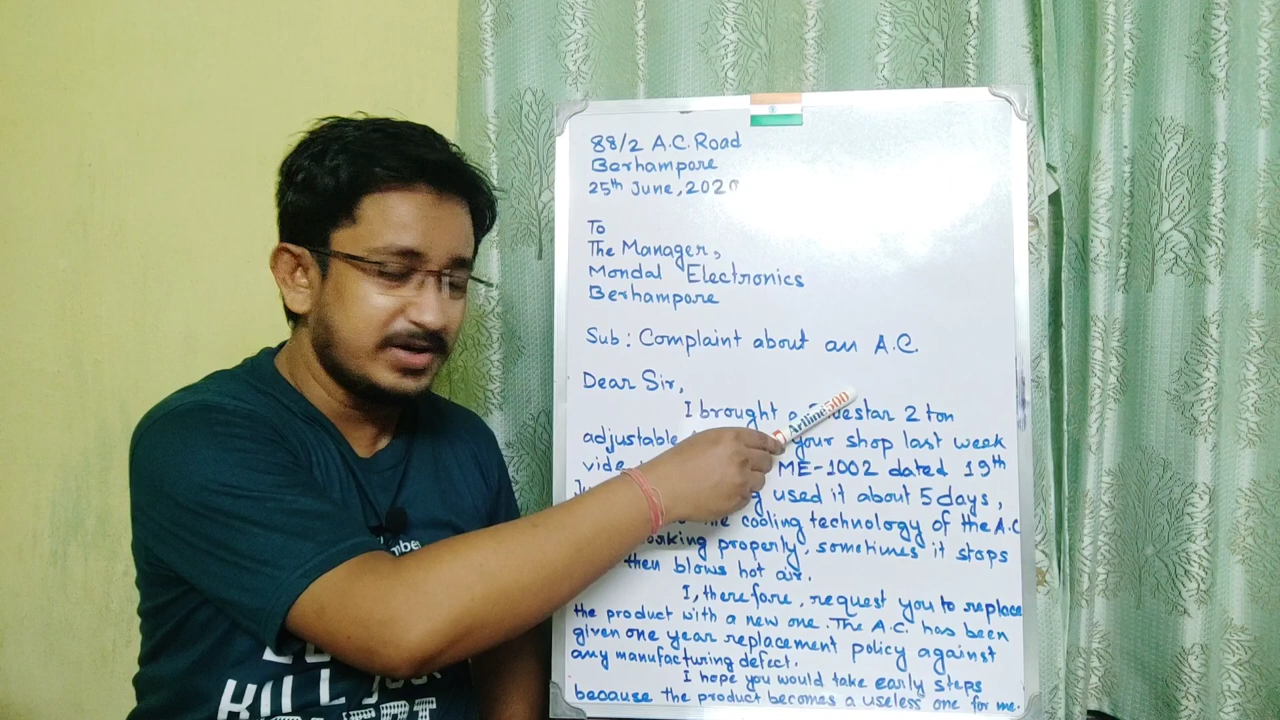 88/2 A.C. Road
Berhampore
25th June, 2020
To
The Manager,
Mondal Electronics
Berhampore
Sub: Complaint about an A.C.
Dear Sir,
I brought a 2 ton
adjustable your shop last week
vide ME-1002 dated 19th
used it about 5 days,
cooling technology of the A.C
properly, sometimes it stops
then blows hot air.
I, therefore, request you to replace
the product with a new one. The A.C. has been
given one year replacement policy against
any manufacturing defect.
I hope you would take early steps
because the product becomes a useless one for me.
Artline 500
KILL